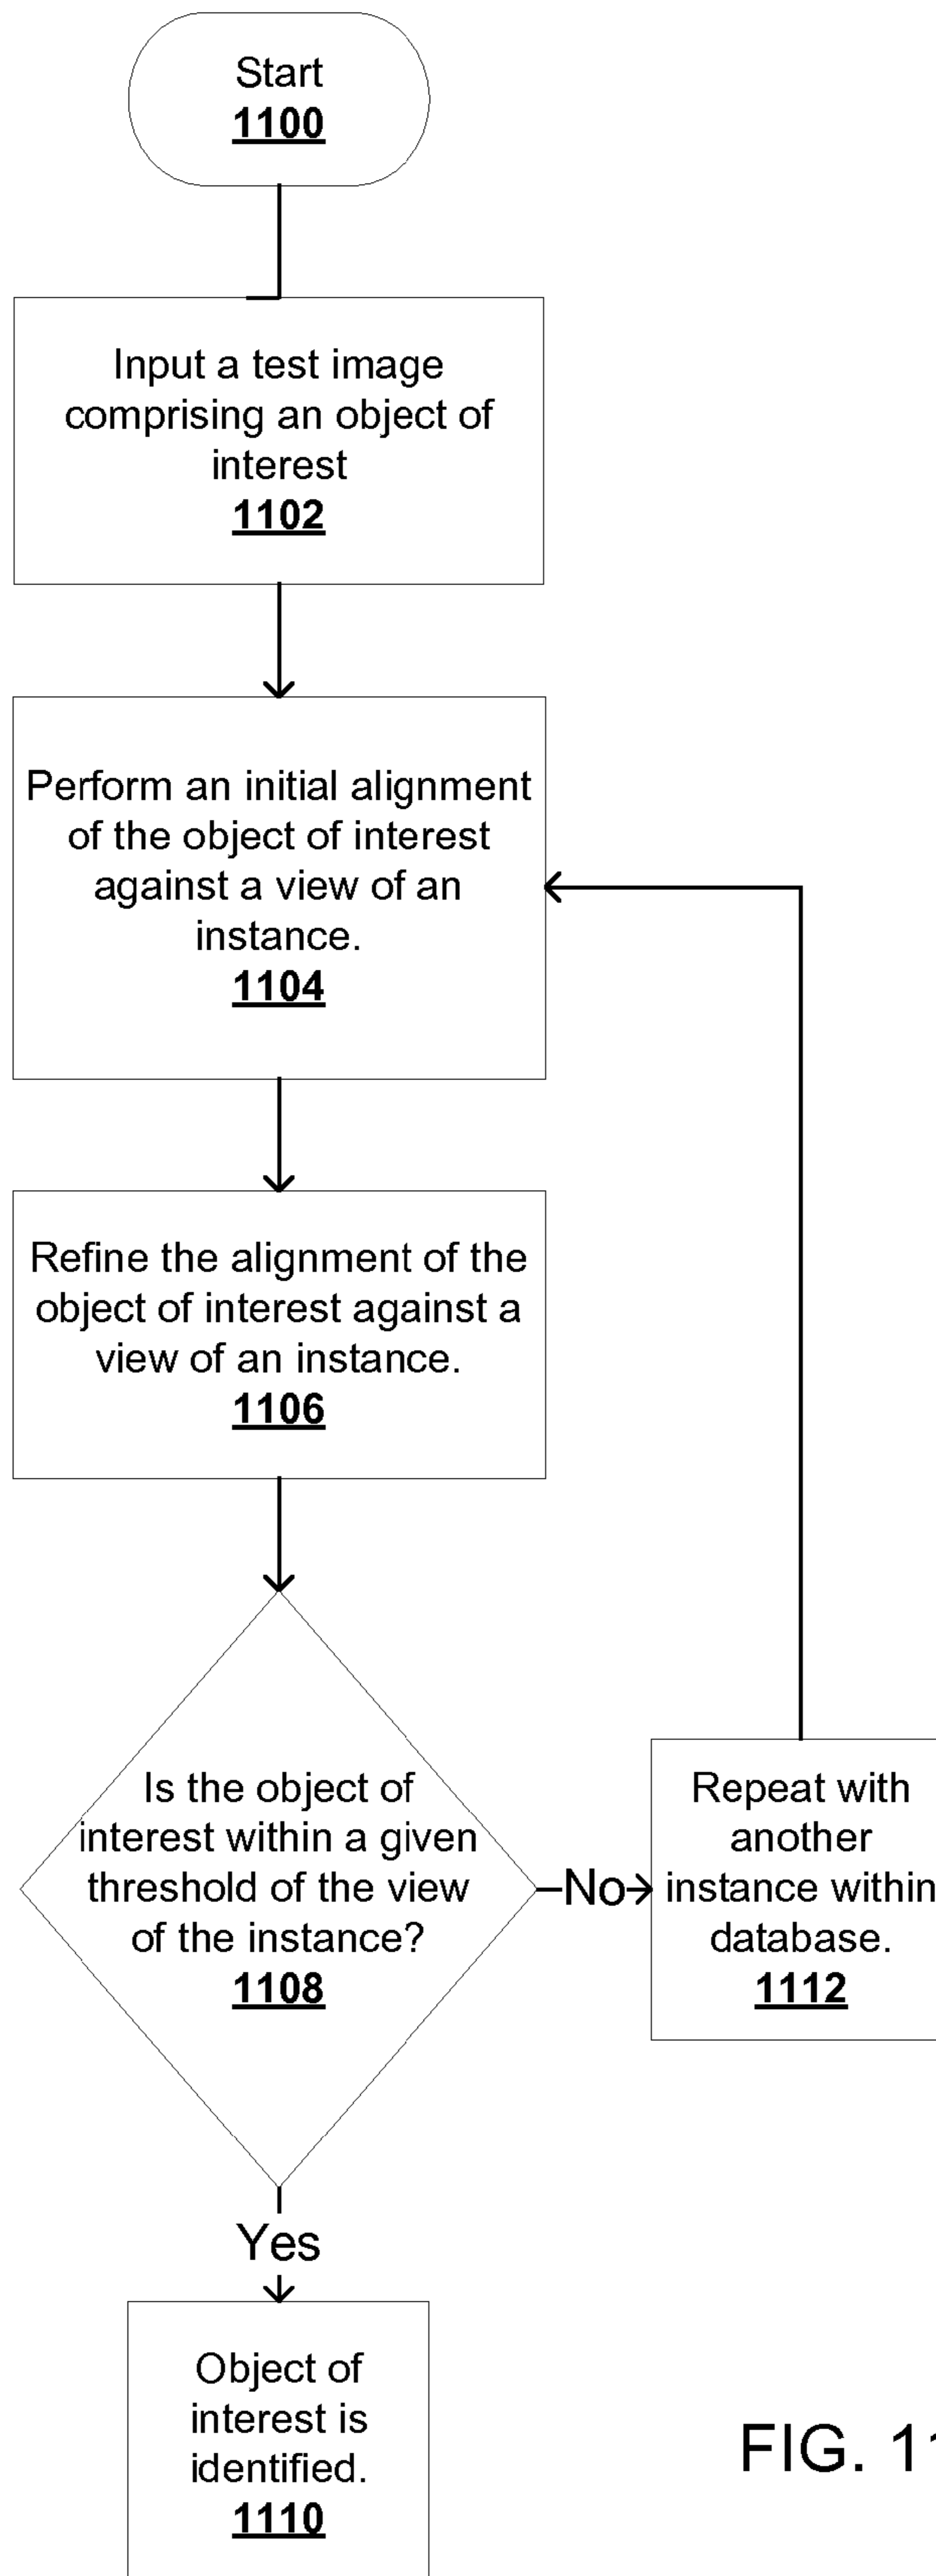 Start
1100
Input a test image
comprising an object of
interest
1102
Perform an initial alignment
of the object of interest
against a view of an
instance.
1104
Refine the alignment of the
object of interest against a
view of an instance.
1106
Is the object of
interest within a given
threshold of the view
of the instance?
1108
No
Repeat with
another
instance within
database.
1112
Yes
Object of
interest is
identified.
1110
FIG. 11